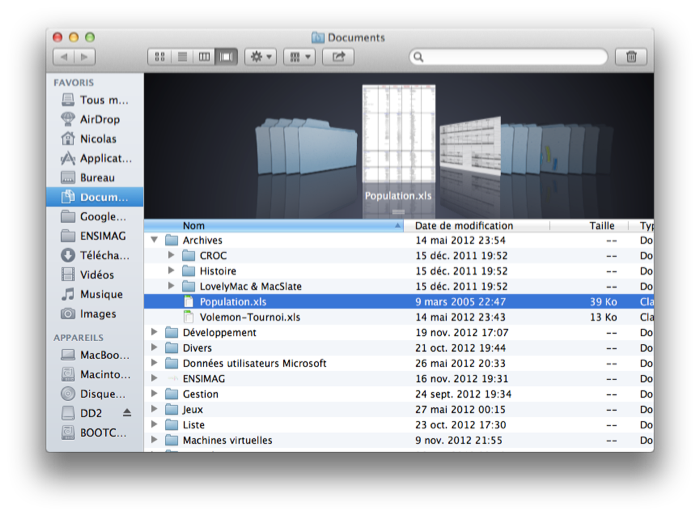 Documents
FAVORIS
Tous m...
AirDrop
Nicolas
Applicat...
Bureau
Docum...
Google...
ENSIMAG
Télécha...
Vidéos
Musique
Images
APPAREILS
MacBoo...
Macinto...
Disque...
DD2
BOOTC...
Population.xls
Nom Date de modification Taille Typ
Archives 14 mai 2012 23:54 -- Do
CROC 15 déc. 2011 19:52 -- Do
Histoire 15 déc. 2011 19:52 -- Do
LovelyMac & MacSlate 15 déc. 2011 19:52 -- Do
Population.xls 9 mars 2005 22:47 39 Ko Cla
Volemon-Tournoi.xls 14 mai 2012 23:43 13 Ko Cla
Développement 19 nov. 2012 17:07 -- Do
Divers 21 oct. 2012 19:44 -- Do
Données utilisateurs Microsoft 26 mai 2012 20:33 -- Do
ENSIMAG 16 nov. 2012 19:31 -- Do
Gestion 24 sept. 2012 19:34 -- Do
Jeux 27 mai 2012 00:15 -- Do
Liste 23 oct. 2012 17:30 -- Do
Machines virtuelles 9 nov. 2012 21:55 -- Do